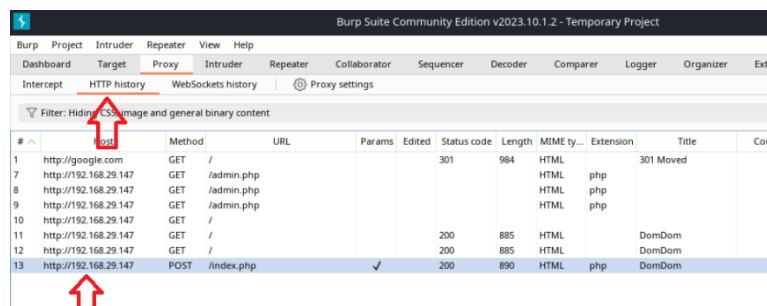 Burp Suite Community Edition v2023.10.1.2 - Temporary Project
Burp Project Intruder Repeater View Help
Dashboard Target Proxy Intruder Repeater Collaborator Sequencer Decoder Comparer Logger Organizer Ext
Intercept HTTP history WebSockets history Proxy settings
Filter: Hiding CSS, image and general binary content
# Host Method URL Params Edited Status code Length MIME ty... Extension Title Co
1 http://google.com GET / 301 984 HTML 301 Moved
7 http://192.168.29.147 GET /admin.php HTML php
8 http://192.168.29.147 GET /admin.php HTML php
9 http://192.168.29.147 GET /admin.php HTML php
10 http://192.168.29.147 GET / HTML
11 http://192.168.29.147 GET / 200 885 HTML DomDom
12 http://192.168.29.147 GET / 200 885 HTML DomDom
13 http://192.168.29.147 POST /index.php ✓ 200 890 HTML php DomDom